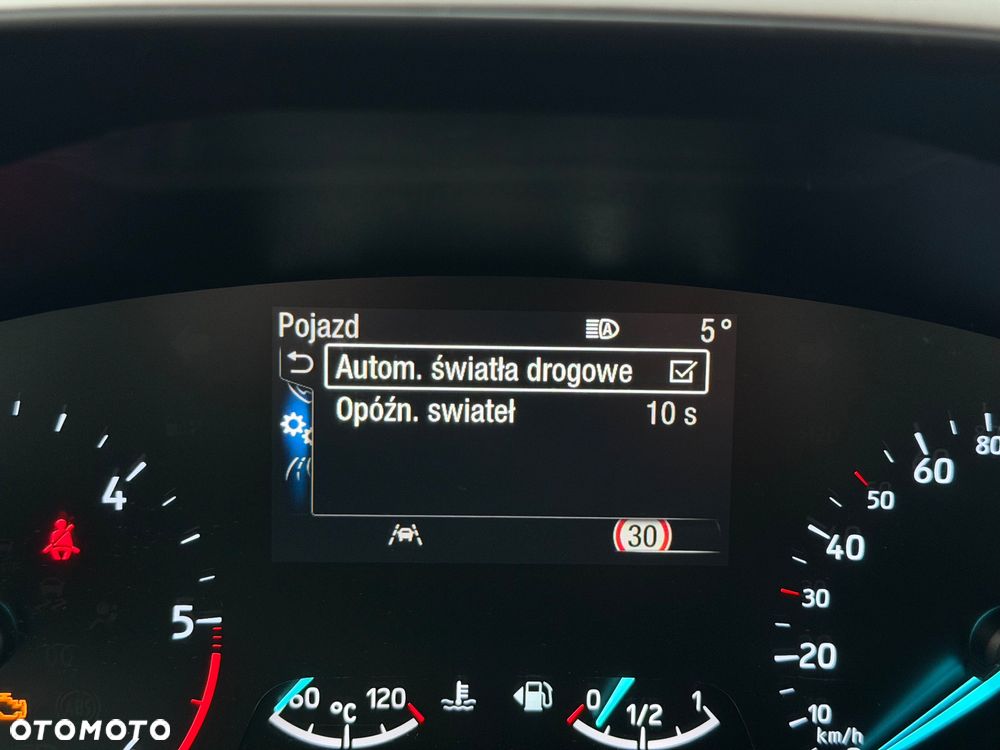 Pojazd A 5°
Autom. światła drogowe
Opóźn. swiateł 10 s
30
4
5
80
60
50
40
30
20
10
km/h
60 °C 120
0 1/2 1
OTOMOTO